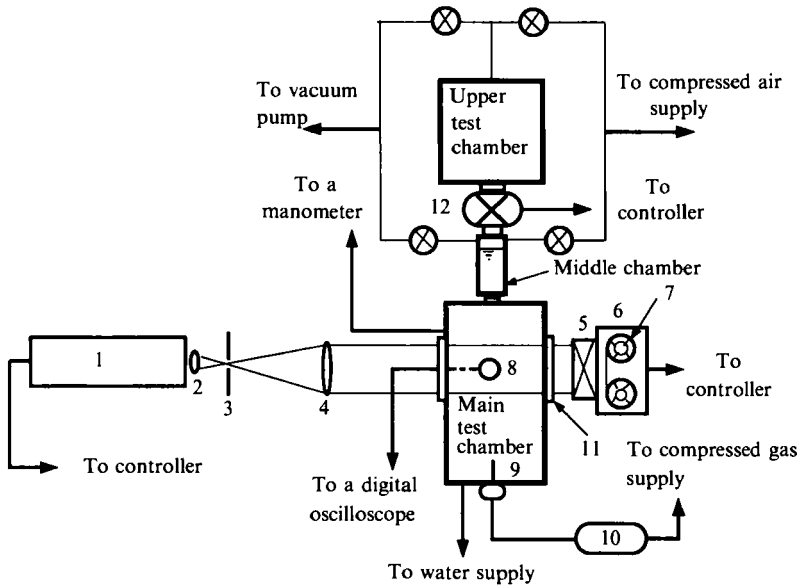 To vacuum
pump
Upper
test
chamber
To compressed air
supply
To a
manometer
12
To
controller
Middle chamber
1
2
3
4
8
5
6
7
To
controller
Main
test
chamber
9
11
To controller
To a digital
oscilloscope
To compressed gas
supply
10
To water supply